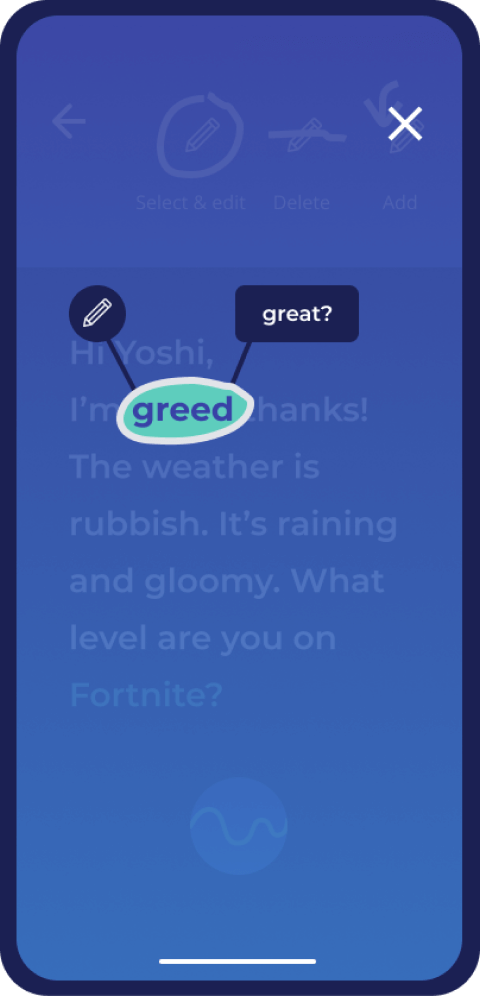 Select & edit Delete Add
great?
Hi Yoshi,
I'm greed thanks!
The weather is
rubbish. It's raining
and gloomy. What
level are you on
Fortnite?